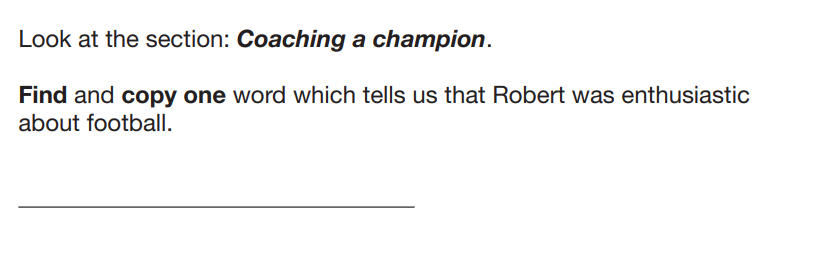 Look at the section: Coaching a champion.
Find and copy one word which tells us that Robert was enthusiastic
about football.